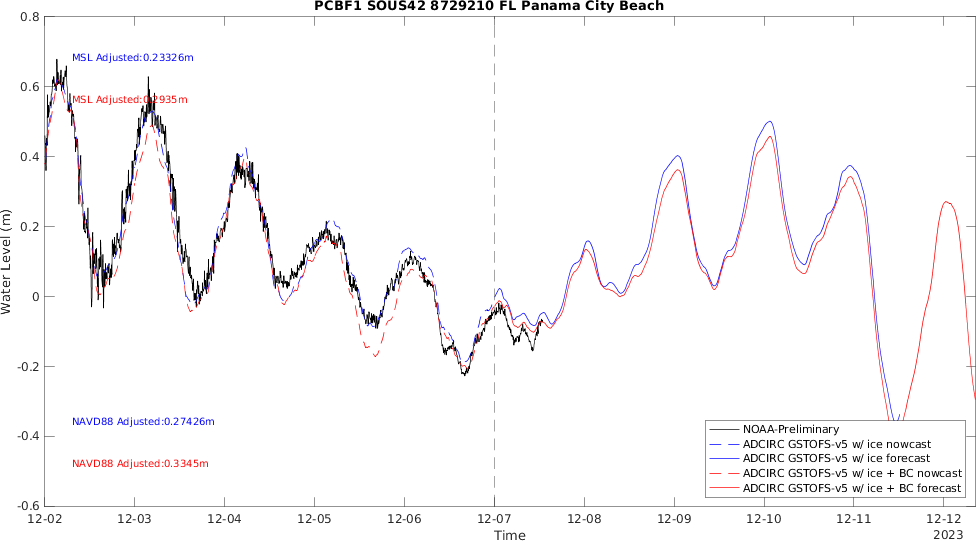 PCBF1 SOUS42 8729210 FL Panama City Beach
0.8
0.6
0.4
0.2
0
-0.2
-0.4
-0.6
Water Level (m)
MSL Adjusted:0.23326m
MSL Adjusted:0.2935m
NAVD88 Adjusted:0.27426m
NAVD88 Adjusted:0.3345m
NOAA-Preliminary
ADCIRC GSTOFS-v5 w/ ice nowcast
ADCIRC GSTOFS-v5 w/ ice forecast
ADCIRC GSTOFS-v5 w/ ice + BC nowcast
ADCIRC GSTOFS-v5 w/ ice + BC forecast
12-02 12-03 12-04 12-05 12-06 12-07 12-08 12-09 12-10 12-11 12-12
Time
2023